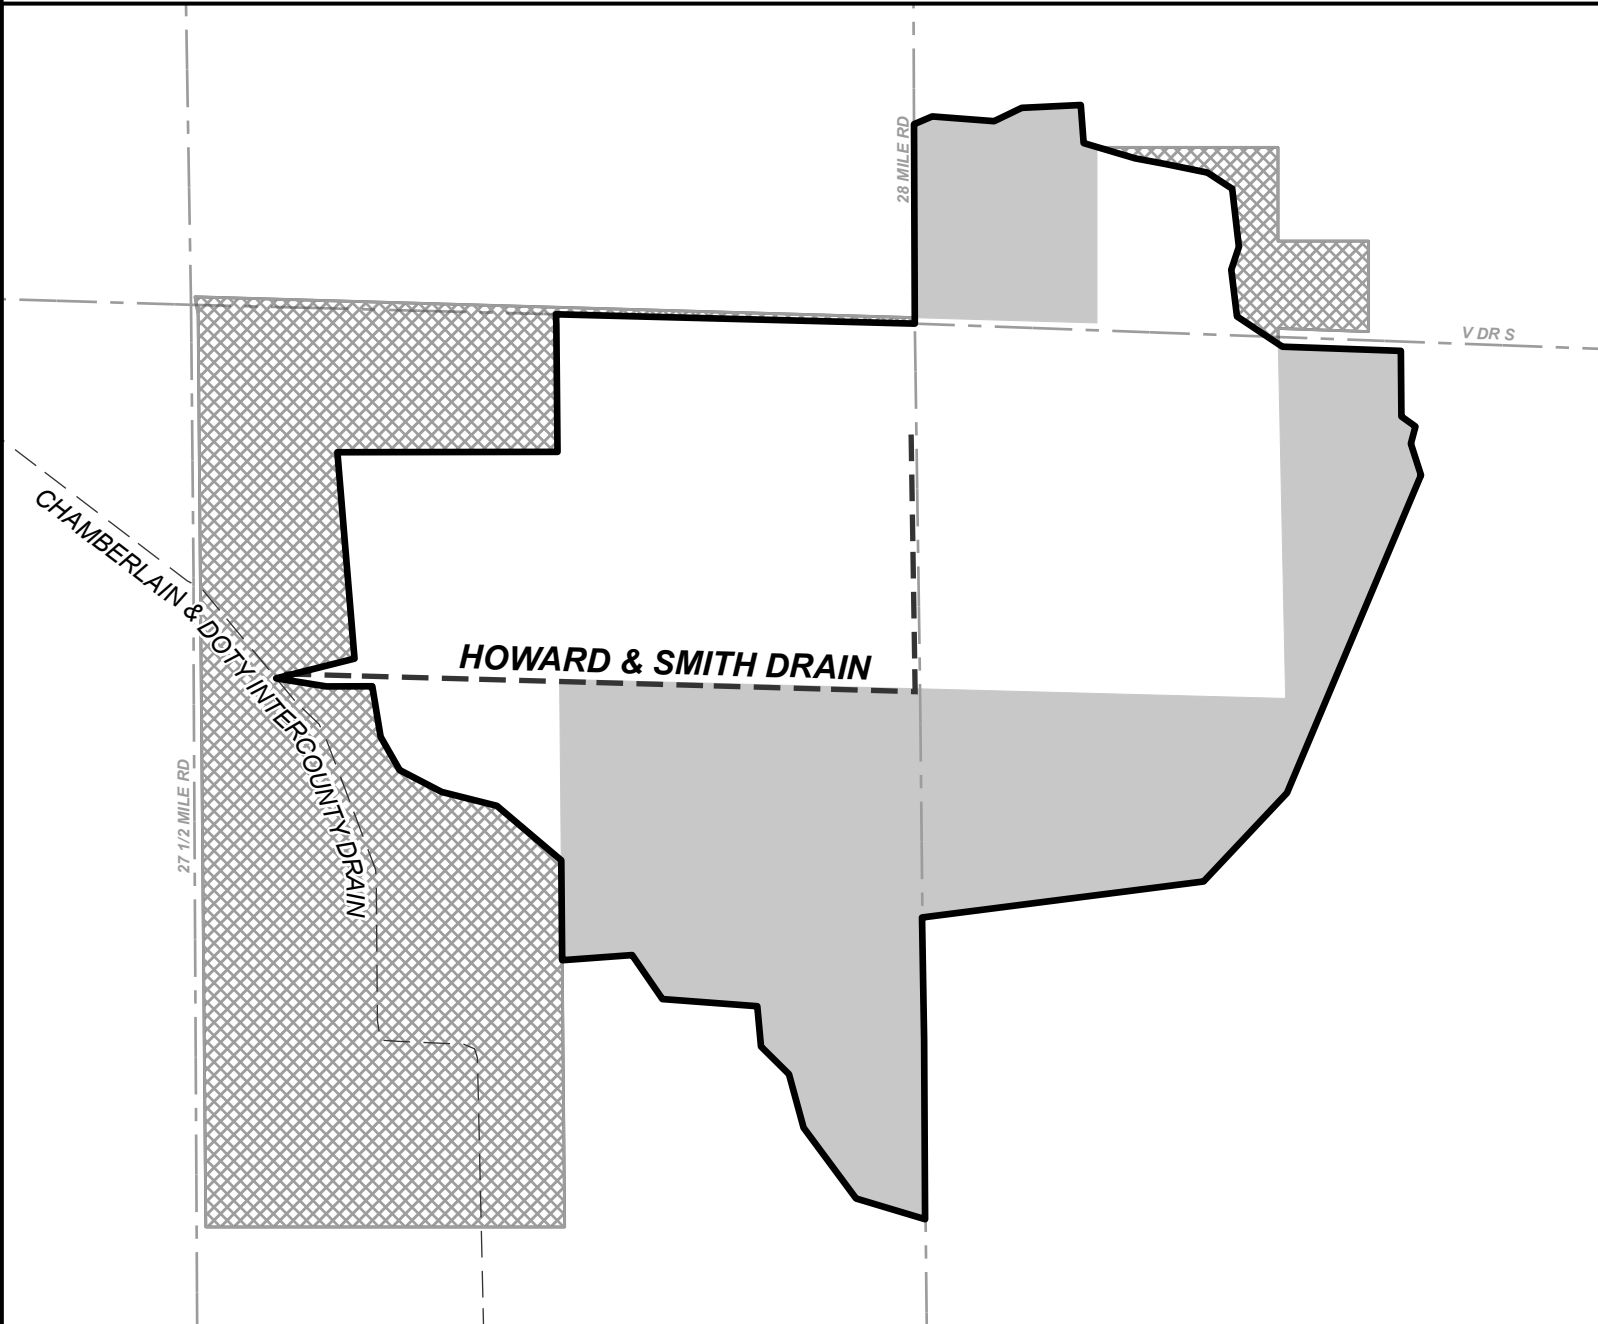 28 MILE RD
V DR S
CHAMBERLAIN & DOTY INTERCOUNTY DRAIN
HOWARD & SMITH DRAIN
27 1/2 MILE RD